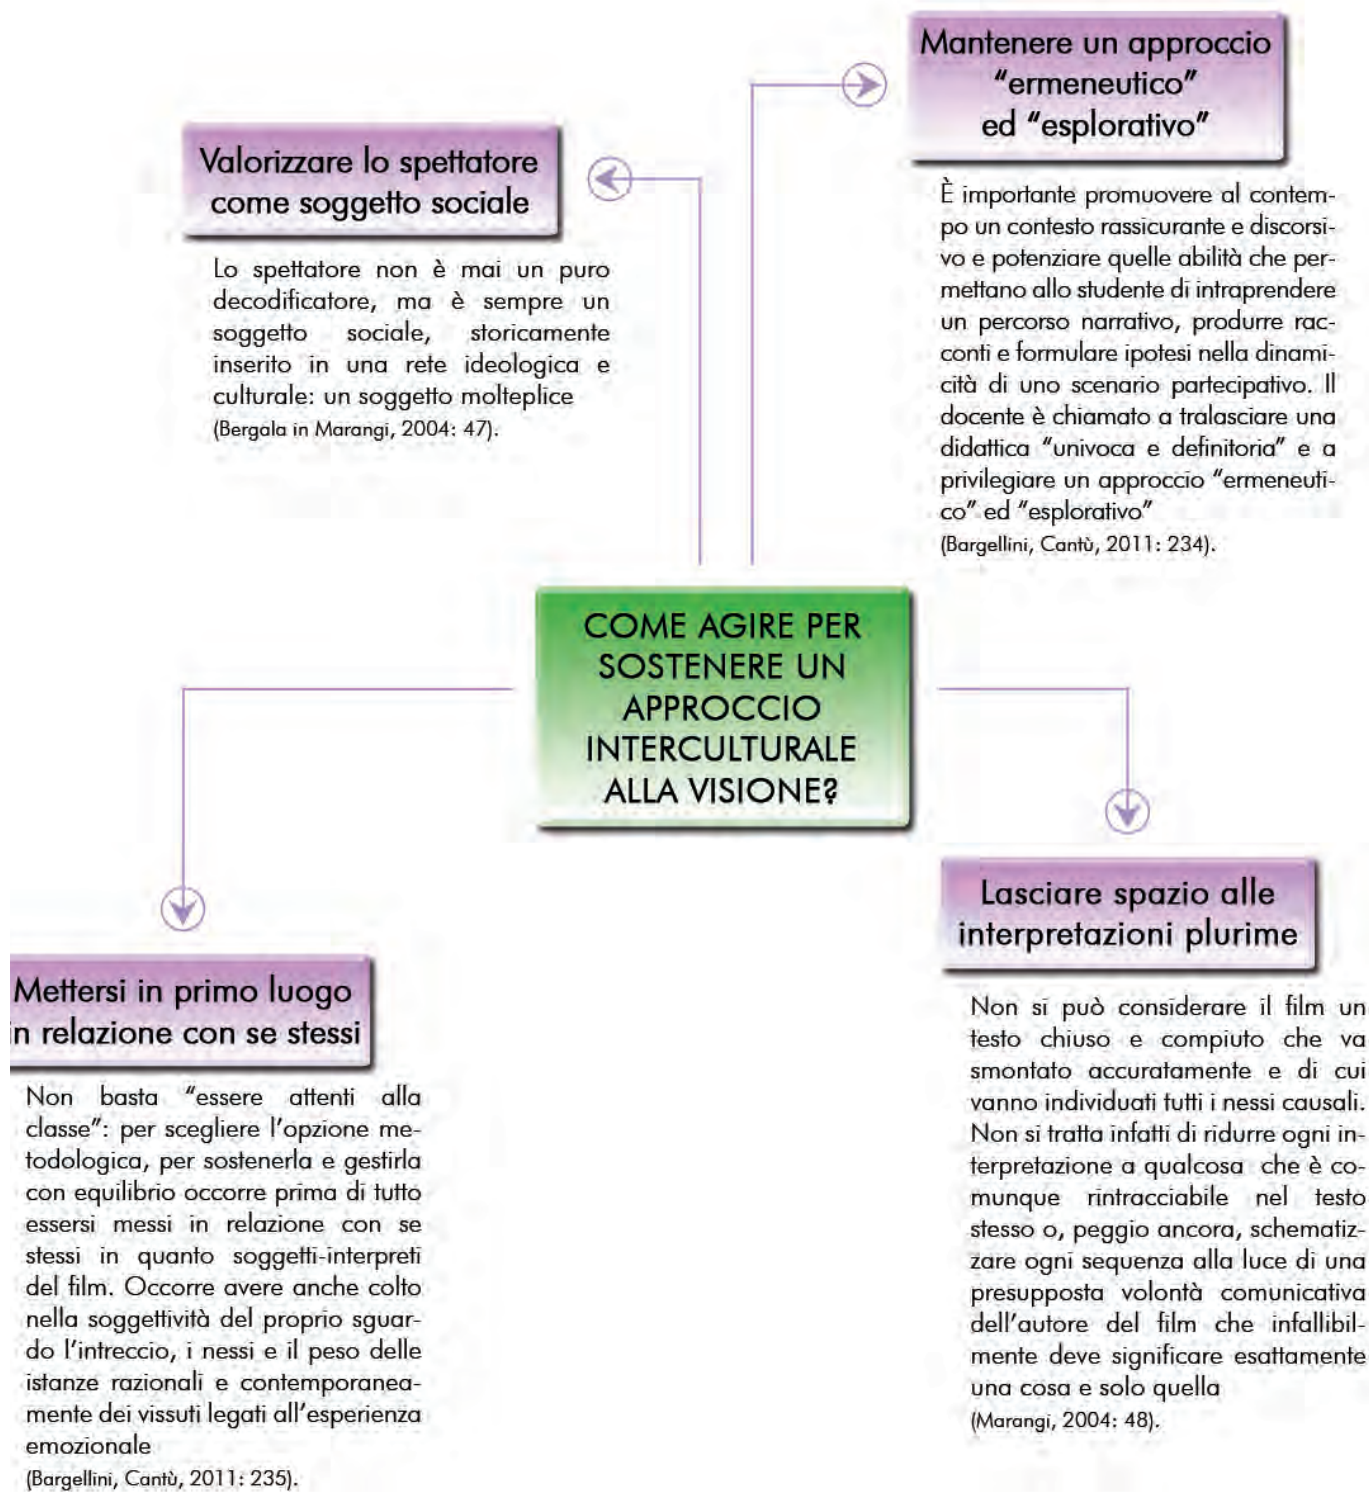 Mantenere un approccio
“ermeneutico”
ed “esplorativo”
È importante promuovere al contem-
po un contesto rassicurante e discorsi-
vo e potenziare quelle abilità che per-
mettano allo studente di intraprendere
un percorso narrativo, produrre rac-
conti e formulare ipotesi nella dinami-
cità di uno scenario partecipativo. Il
docente è chiamato a tralasciare una
didattica “univoca e definitoria” e a
privilegiare un approccio “ermeneuti-
co” ed “esplorativo”
(Bargellini, Cantù, 2011: 234).
Valorizzare lo spettatore
come soggetto sociale
Lo spettatore non è mai un puro
decodificatore, ma è sempre un
soggetto sociale, storicamente
inserito in una rete ideologica e
culturale: un soggetto molteplice
(Bergala in Marangi, 2004: 47).
COME AGIRE PER
SOSTENERE UN
APPROCCIO
INTERCULTURALE
ALLA VISIONE?
Mettersi in primo luogo
in relazione con se stessi
Non basta “essere attenti alla
classe”: per scegliere l’opzione me-
todologica, per sostenerla e gestirla
con equilibrio occorre prima di tutto
essersi messi in relazione con se
stessi in quanto soggetti-interpreti
del film. Occorre avere anche colto
nella soggettività del proprio sguar-
do l’intreccio, i nessi e il peso delle
istanze razionali e contemporanea-
mente dei vissuti legati all’esperienza
emozionale
(Bargellini, Cantù, 2011: 235).
Lasciare spazio alle
interpretazioni plurime
Non si può considerare il film un
testo chiuso e compiuto che va
smontato accuratamente e di cui
vanno individuati tutti i nessi causali.
Non si tratta infatti di ridurre ogni in-
terpretazione a qualcosa che è co-
munque rintracciabile nel testo
stesso o, peggio ancora, schematiz-
zare ogni sequenza alla luce di una
presupposta volontà comunicativa
dell’autore del film che infallibil-
mente deve significare esattamente
una cosa e solo quella
(Marangi, 2004: 48).